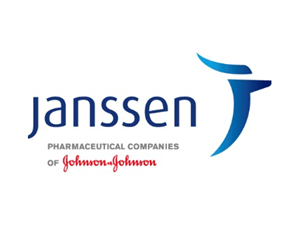 janssen
PHARMACEUTICAL COMPANIES
OF Johnson & Johnson